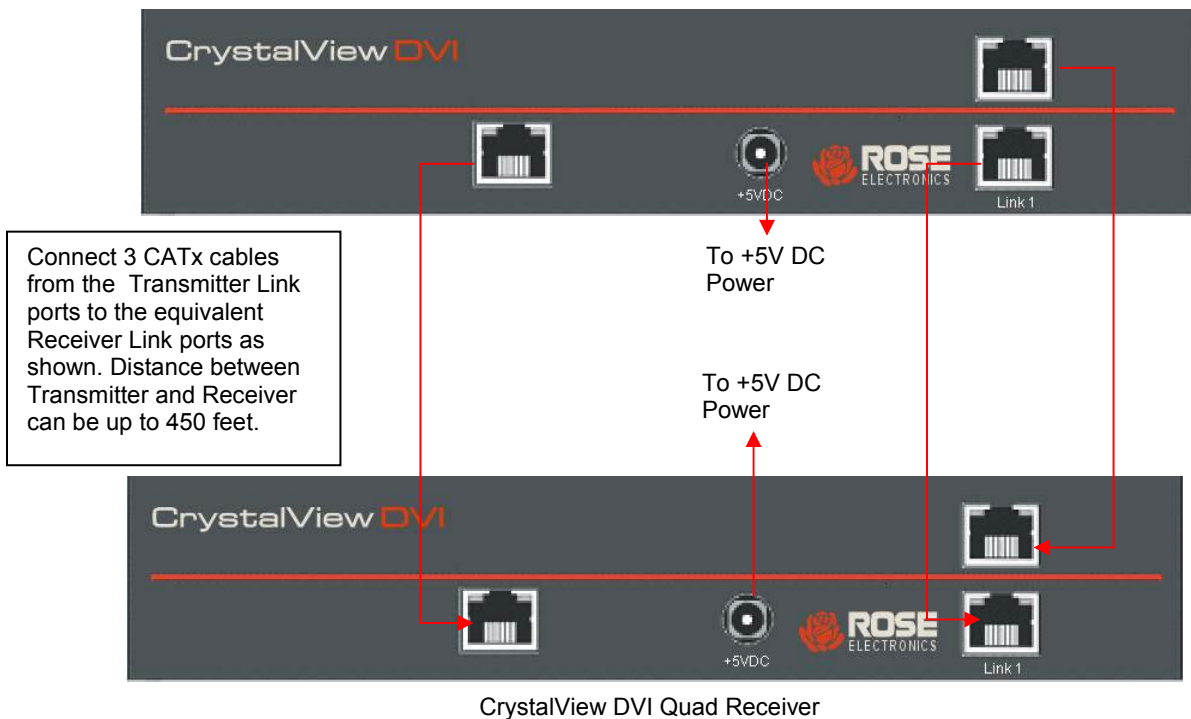 CrystalView DVI
+5VDC
ROSE
ELECTRONICS
Link 1
To +5V DC
Power
Connect 3 CATx cables
from the Transmitter Link
ports to the equivalent
Receiver Link ports as
shown. Distance between
Transmitter and Receiver
can be up to 450 feet.
To +5V DC
Power
CrystalView DVI
+5VDC
ROSE
ELECTRONICS
Link 1
CrystalView DVI Quad Receiver